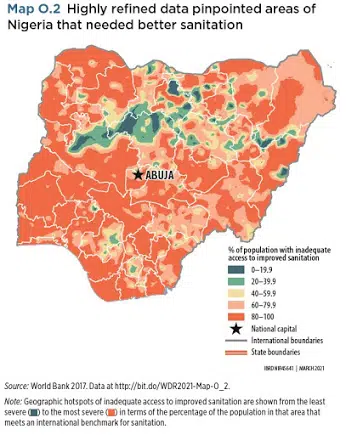 Map O.2 Highly refined data pinpointed areas of
Nigeria that needed better sanitation
ABUJA
% of population with inadequate
access to improved sanitation
0–19.9
20–39.9
40–59.9
60–79.9
80–100
National capital
International boundaries
State boundaries
IBRD NIR45641 | MARCH 2021
Source: World Bank 2017. Data at http://bit.do/WDR2021-Map-O_2.
Note: Geographic hotspots of inadequate access to improved sanitation are shown from the least
severe ( ) to the most severe ( ) in terms of the percentage of the population in that area that
meets an international benchmark for sanitation.